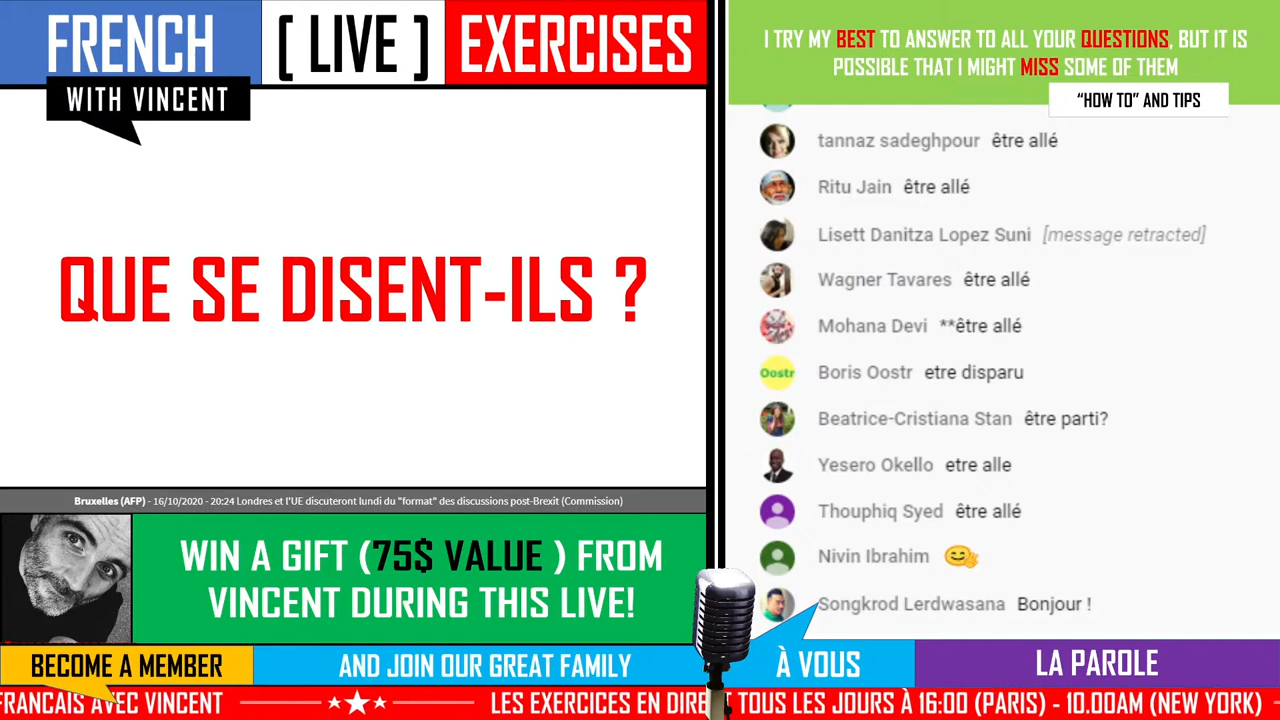 FRENCH
WITH VINCENT
[ LIVE ]
EXERCISES
QUE SE DISENT-ILS ?
Bruxelles (AFP) - 16/10/2020 - 20:24 Londres et l'UE discuteront lundi du "format" des discussions post-Brexit (Commission)
WIN A GIFT (75$ VALUE ) FROM
VINCENT DURING THIS LIVE!
BECOME A MEMBER
AND JOIN OUR GREAT FAMILY
I TRY MY BEST TO ANSWER TO ALL YOUR QUESTIONS, BUT IT IS
POSSIBLE THAT I MIGHT MISS SOME OF THEM
“HOW TO” AND TIPS
tannaz sadeghpour être allé
Ritu Jain être allé
Lisett Danitza Lopez Suni [message retracted]
Wagner Tavares être allé
Mohana Devi **être allé
Oostr
Boris Oostr etre disparu
Beatrice-Cristiana Stan être parti?
Yesero Okello etre alle
Thouphiq Syed être allé
Nivin Ibrahim
Songkrod Lerdwasana Bonjour !
À VOUS
LA PAROLE
FRANCAIS AVEC VINCENT
LES EXERCICES EN DIRE T TOUS LES JOURS À 16:00 (PARIS) - 10.00AM (NEW YORK)